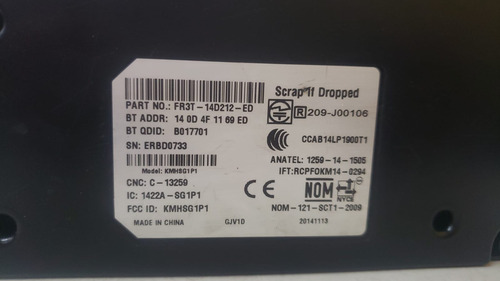 Scrap If Dropped
PART NO.: FR3T-14D212-ED
R 209-J00106
BT ADDR: 14 0D 4F 11 69 ED
BT QDID: B017701
CCAB14LP1900T1
SN: ERBD0733
ANATEL: 1259-14-1505
Model: KMHSG1P1
IFT:RCPFOKM14-0294
CNC: C-13259
CE
NOM
NYCE
IC: 1422A-SG1P1
NOM-121-SCT1-2009
FCC ID: KMHSG1P1
MADE IN CHINA
GJV10
20141113